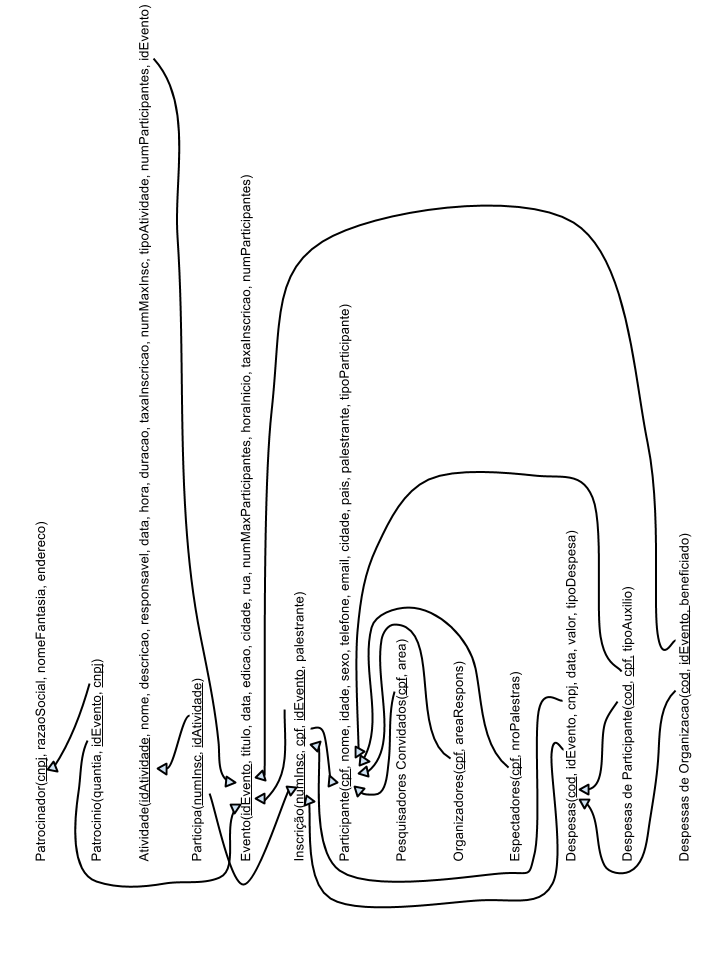 Patrocinador(cnpj, razaoSocial, nomeFantasia, endereco)
Patrocinio(quantia, idEvento, cnpj)
Atividade(idAtividade, nome, descricao, responsavel, data, hora, duracao, taxaInscricao, numMaxInsc, tipoAtividade, numParticipantes, idEvento)
Participa(numInsc, idAtividade)
Evento(idEvento, titulo, data, edicao, cidade, rua, numMaxParticipantes, horaInicio, taxaInscricao, numParticipantes)
Inscrição(numInsc, cpf, idEvento, palestrante)
Participante(cpf, nome, idade, sexo, telefone, email, cidade, pais, palestrante, tipoParticipante)
Pesquisadores Convidados(cpf, area)
Organizadores(cpf, areaRespons)
Espectadores(cpf, nroPalestras)
Despesas(cod, idEvento, cnpj, data, valor, tipoDespesa)
Despesas de Participante(cod, cpf, tipoAuxilio)
Despessas de Organizacao(cod, idEvento, beneficiado)